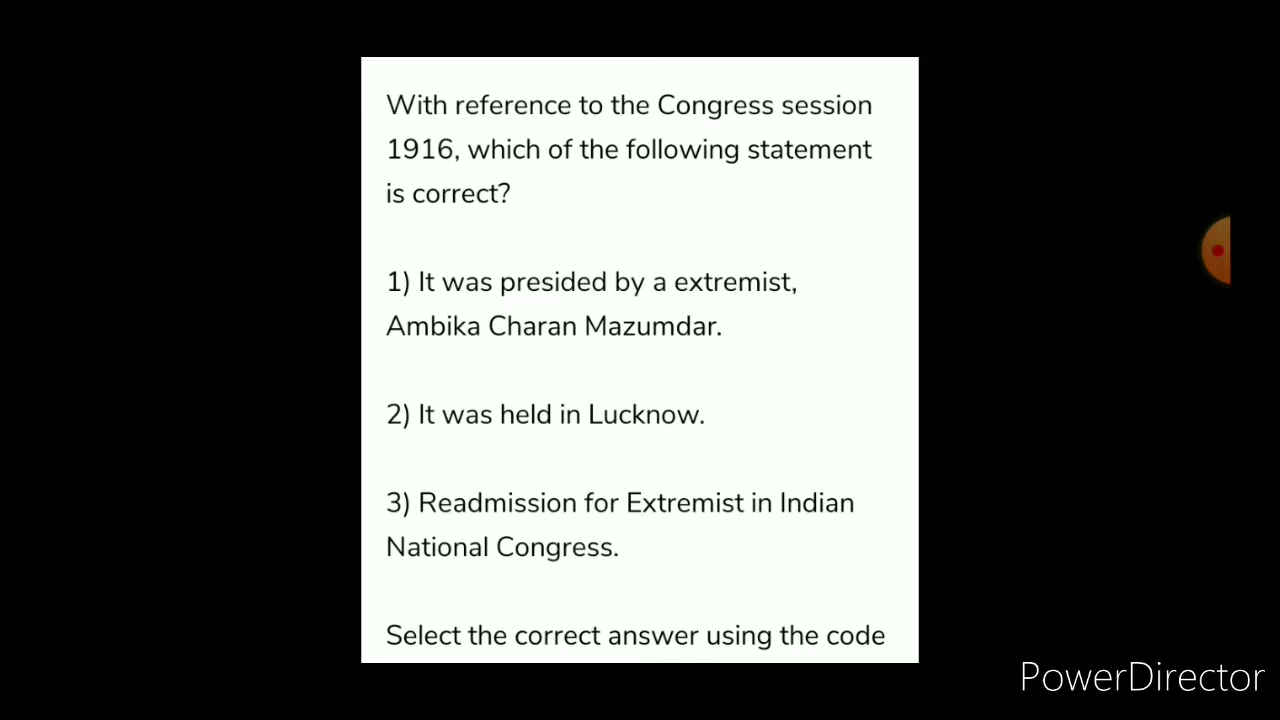 With reference to the Congress session
1916, which of the following statement
is correct?
1) It was presided by a extremist,
Ambika Charan Mazumdar.
2) It was held in Lucknow.
3) Readmission for Extremist in Indian
National Congress.
Select the correct answer using the code
PowerDirector